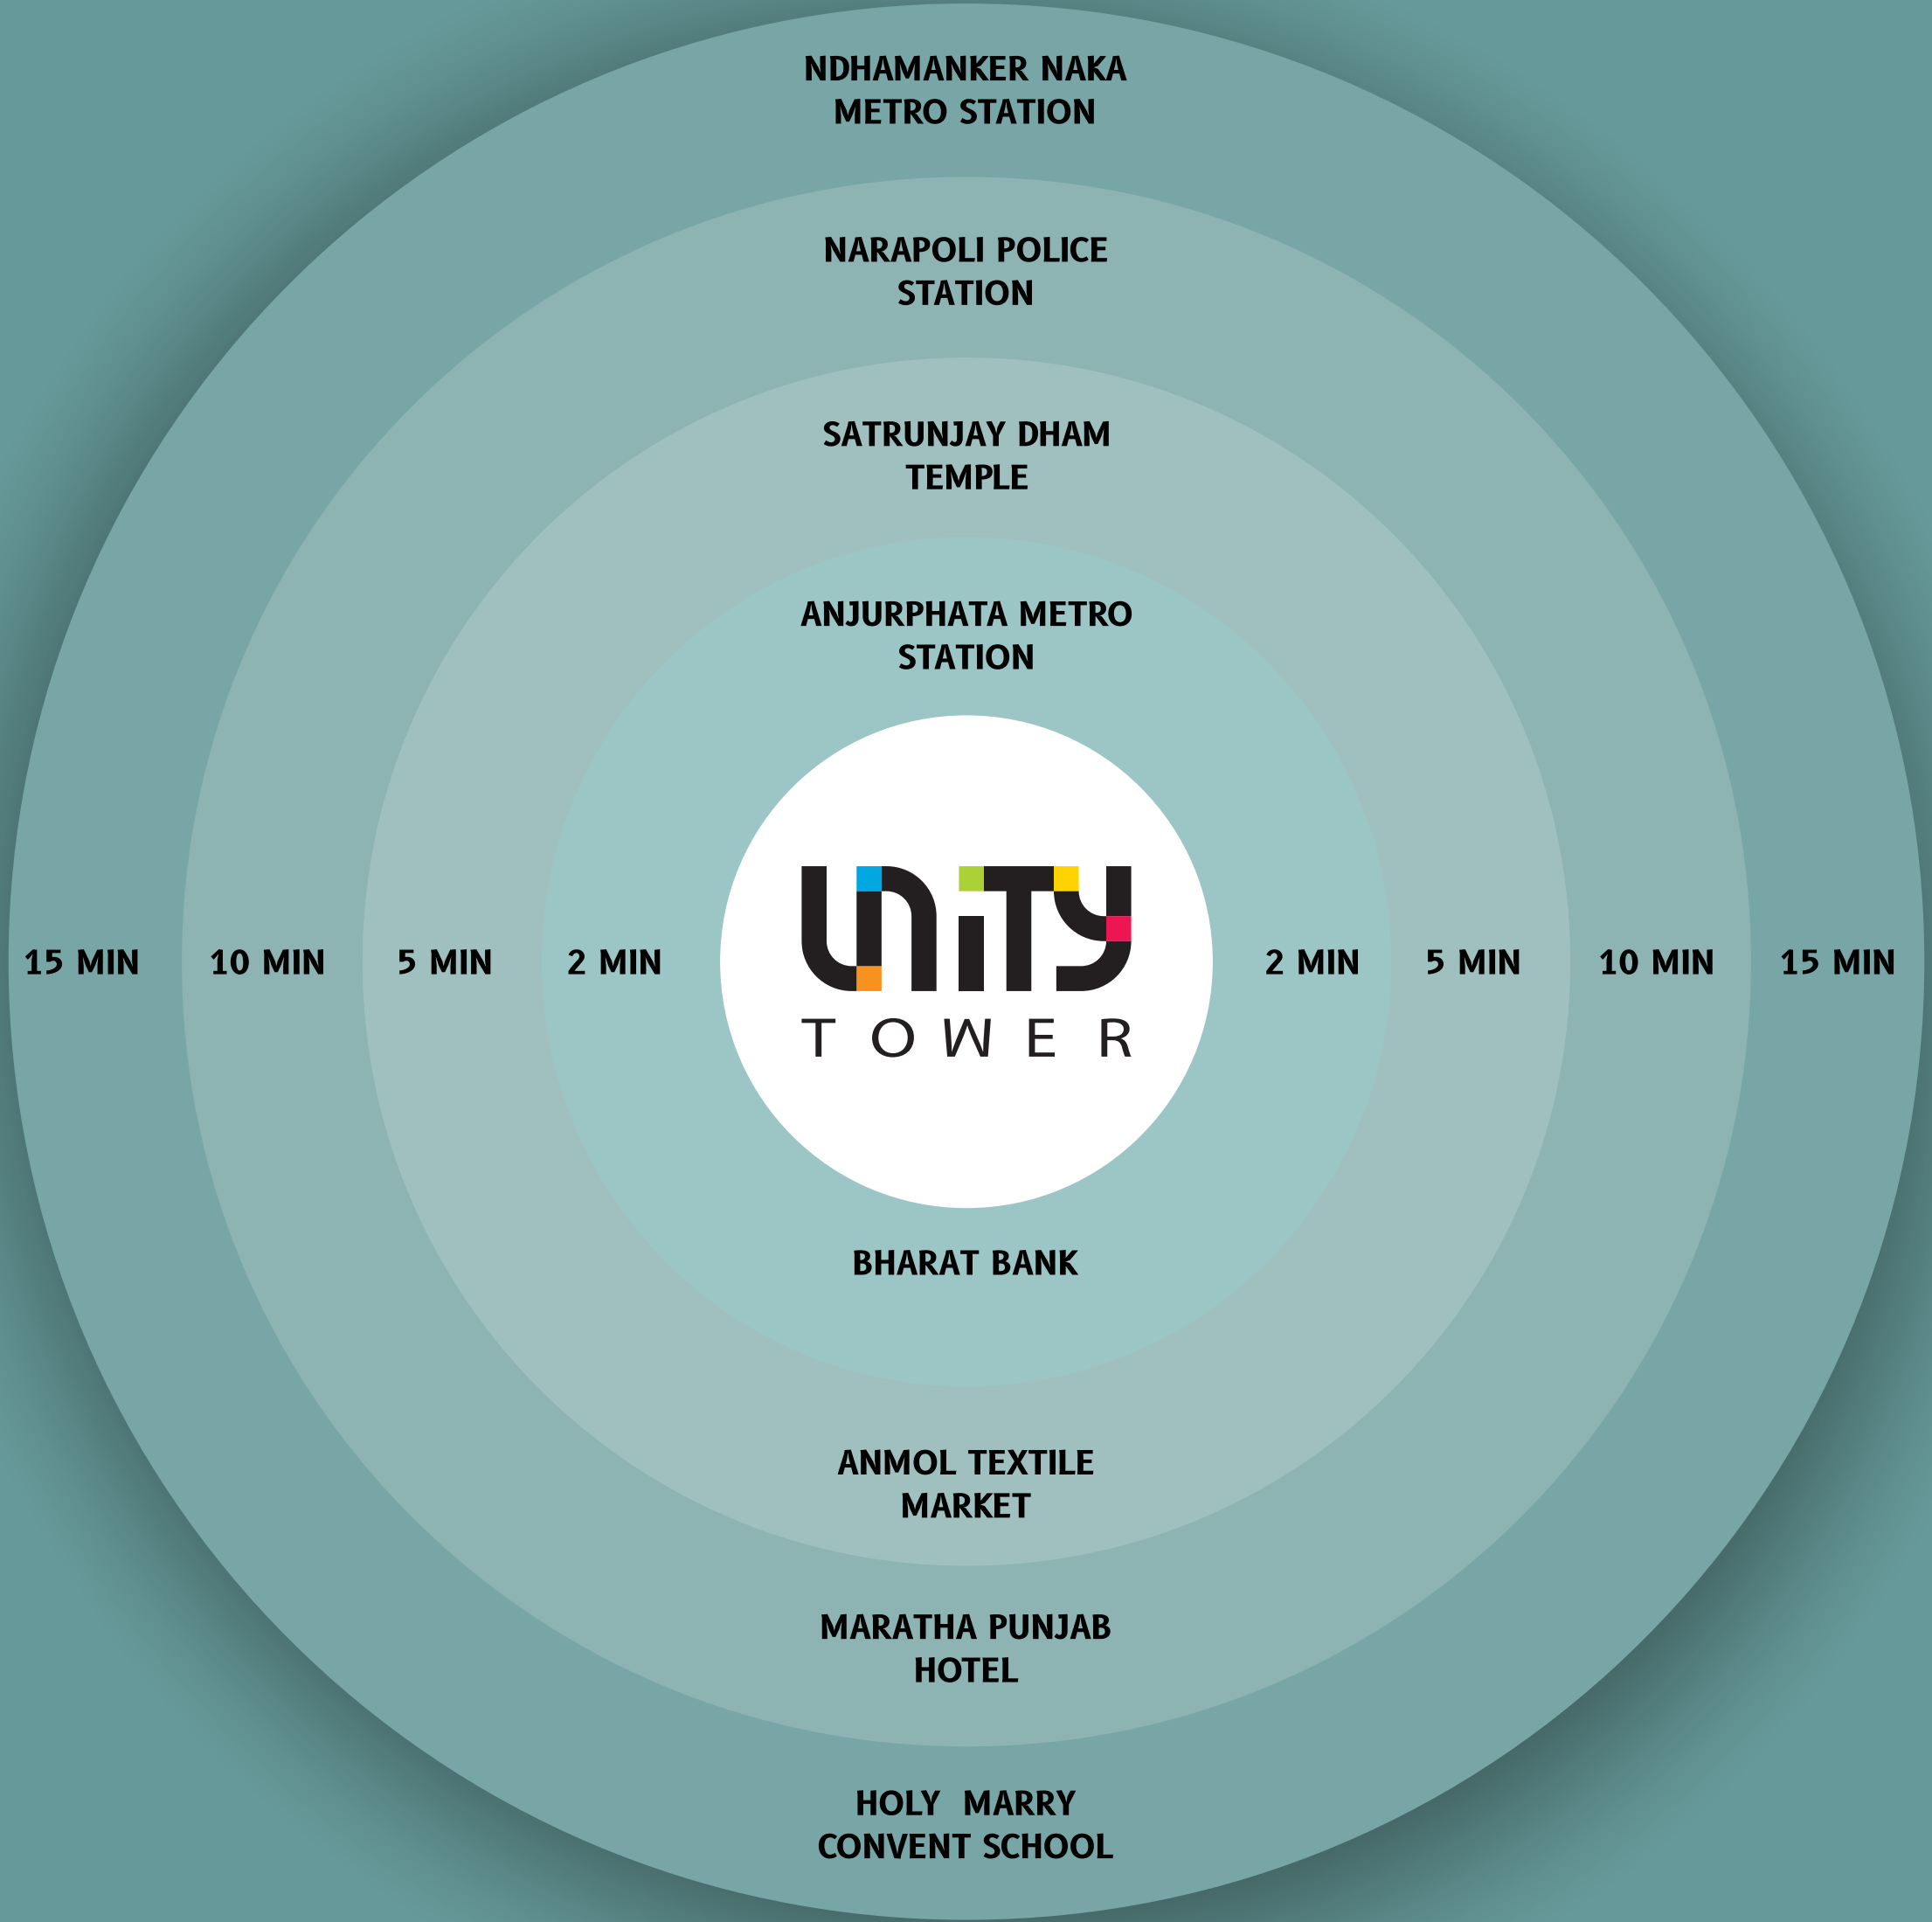 NDHAMANKER NAKA
METRO STATION
NARAPOLI POLICE
STATION
SATRUNJAY DHAM
TEMPLE
ANJURPHATA METRO
STATION
UNiTY
15 MIN 10 MIN 5 MIN 2 MIN 2 MIN 5 MIN 10 MIN 15 MIN
TOWER
BHARAT BANK
ANMOL TEXTILE
MARKET
MARATHA PUNJAB
HOTEL
HOLY MARRY
CONVENT SCHOOL